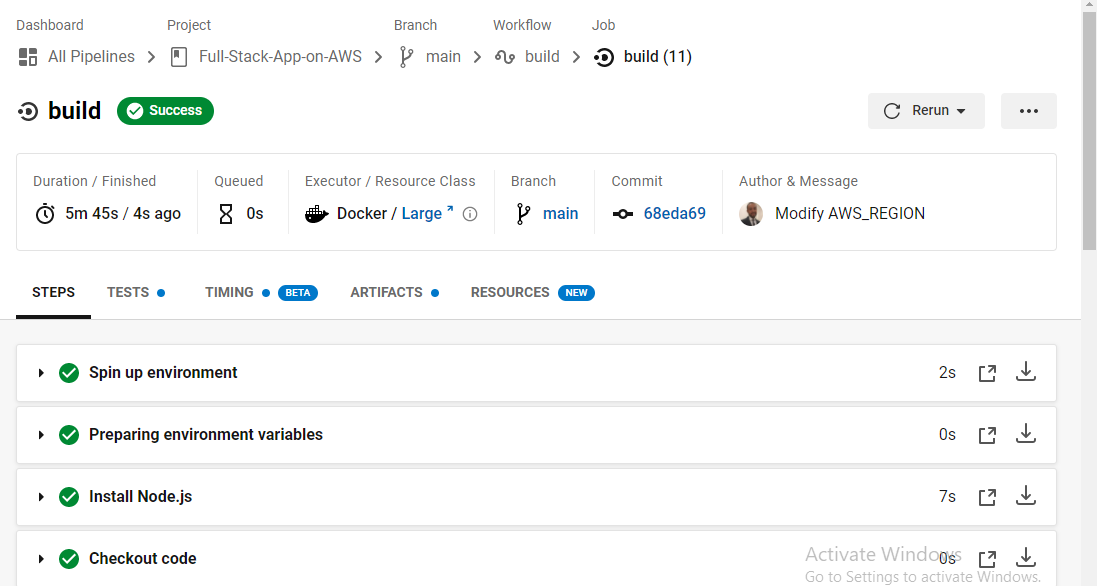 Dashboard Project Branch Workflow Job
All Pipelines Full-Stack-App-on-AWS main build build (11)
build Success Rerun
Duration / Finished Queued Executor / Resource Class Branch Commit Author & Message
5m 45s / 4s ago 0s Docker / Large main 68eda69 Modify AWS_REGION
STEPS TESTS TIMING BETA ARTIFACTS RESOURCES NEW
Spin up environment 2s
Preparing environment variables 0s
Install Node.js 7s
Checkout code 0s
Activate Windows
Go to Settings to activate Windows.